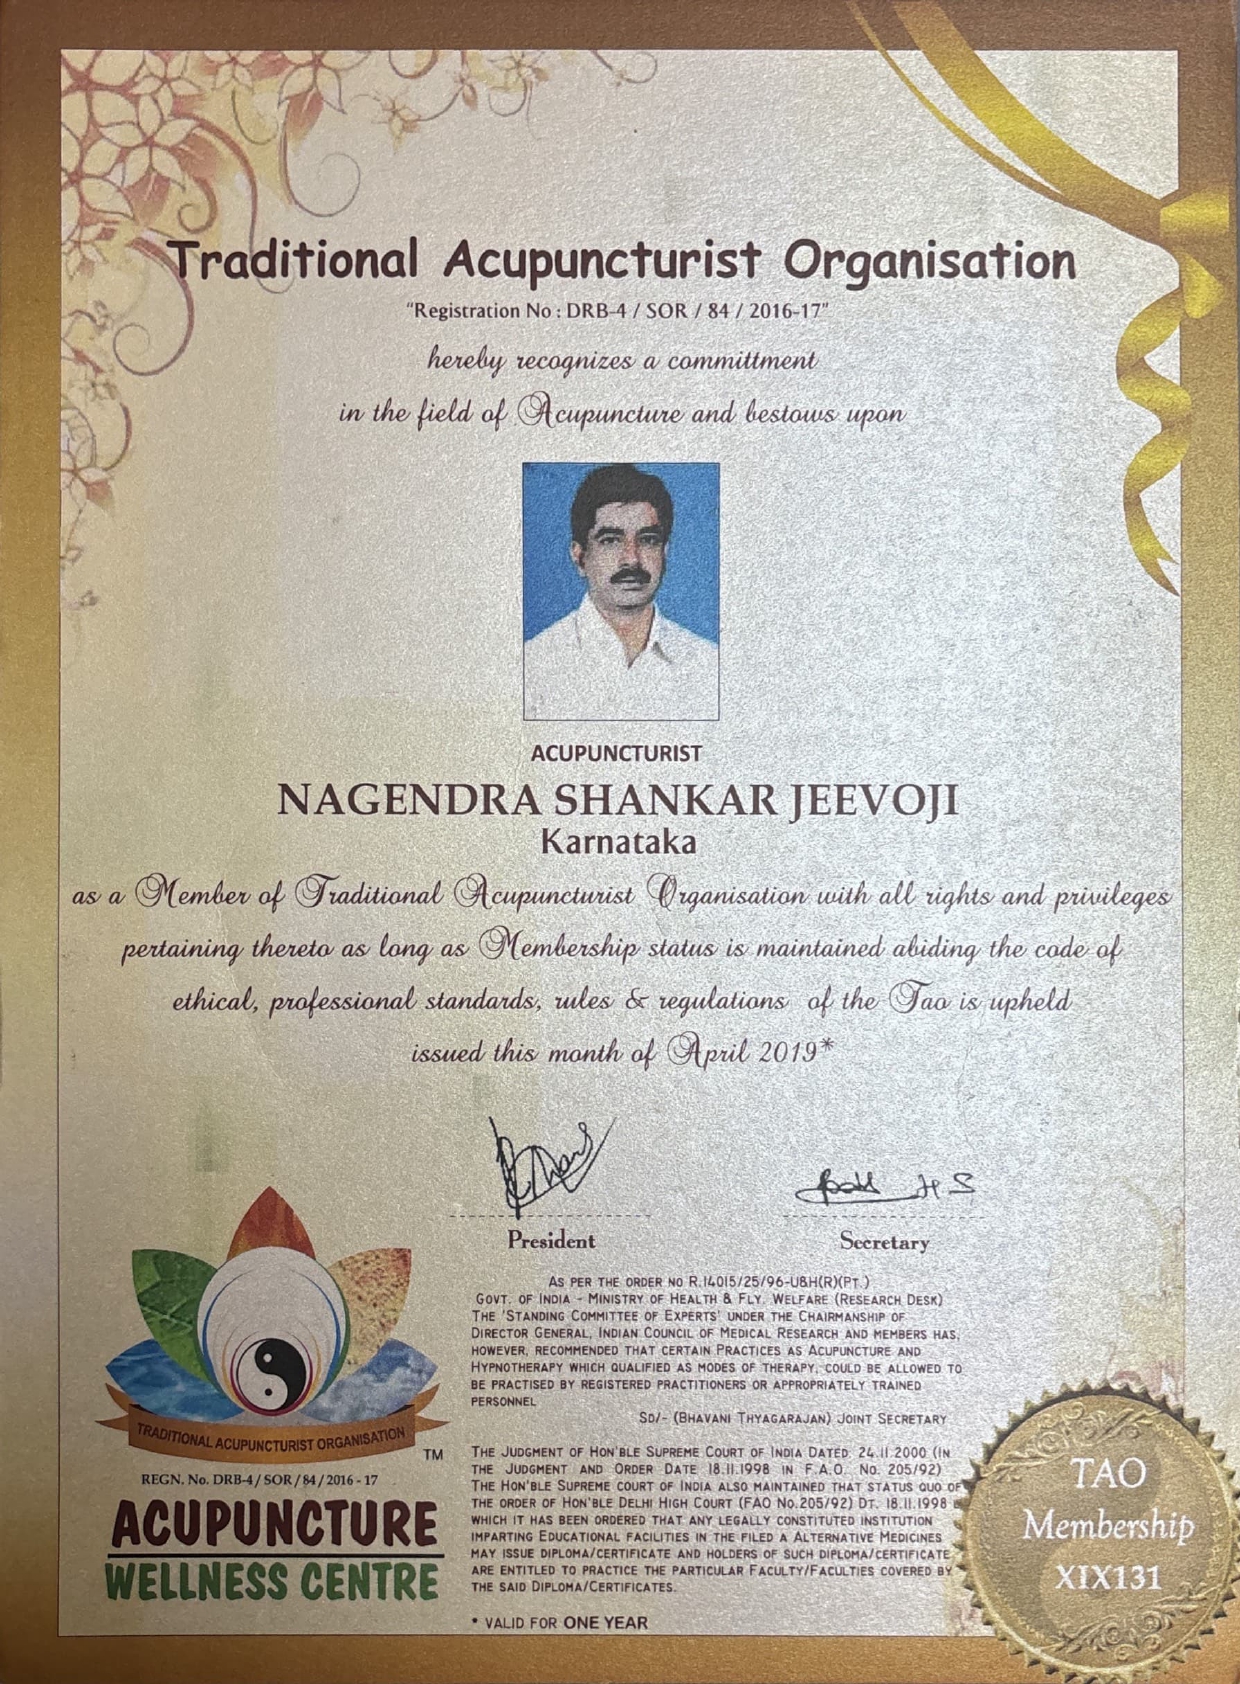 Traditional Acupuncturist Organisation
"Registration No : DRB-4 / SOR / 84 / 2016-17"
hereby recognizes a committment
in the field of Acupuncture and bestows upon
ACUPUNCTURIST
NAGENDRA SHANKAR JEEVOJI
Karnataka
as a Member of Traditional Acupuncturist Organisation with all rights and privileges
pertaining thereto as long as Membership status is maintained abiding the code of
ethical, professional standards, rules & regulations of the Tao is upheld
issued this month of April 2019*
President
Secretary
AS PER THE ORDER NO R.14015/25/96-U&H(R)(PT.)
GOVT. OF INDIA - MINISTRY OF HEALTH & FLY. WELFARE (RESEARCH DESK)
THE 'STANDING COMMITTEE OF EXPERTS' UNDER THE CHAIRMANSHIP OF
DIRECTOR GENERAL, INDIAN COUNCIL OF MEDICAL RESEARCH AND MEMBERS HAS,
HOWEVER, RECOMMENDED THAT CERTAIN PRACTICES AS ACUPUNCTURE AND
HYPNOTHERAPY WHICH QUALIFIED AS MODES OF THERAPY, COULD BE ALLOWED TO
BE PRACTISED BY REGISTERED PRACTITIONERS OR APPROPRIATELY TRAINED
PERSONNEL
SD/- (BHAVANI THYAGARAJAN) JOINT SECRETARY
THE JUDGMENT OF HON'BLE SUPREME COURT OF INDIA DATED: 24.11.2000 (IN
THE JUDGMENT AND ORDER DATE 18.11.1998 IN F.A.O. No. 205/92)
THE HON'BLE SUPREME COURT OF INDIA ALSO MAINTAINED THAT STATUS QUO OF
THE ORDER OF HON'BLE DELHI HIGH COURT (FAO No.205/92) DT. 18.11.1998
WHICH IT HAS BEEN ORDERED THAT ANY LEGALLY CONSTITUTED INSTITUTION
IMPARTING EDUCATIONAL FACILITIES IN THE FILED A ALTERNATIVE MEDICINES
MAY ISSUE DIPLOMA/CERTIFICATE AND HOLDERS OF SUCH DIPLOMA/CERTIFICATE
ARE ENTITLED TO PRACTICE THE PARTICULAR FACULTY/FACULTIES COVERED BY
THE SAID DIPLOMA/CERTIFICATES.
* VALID FOR ONE YEAR
TRADITIONAL ACUPUNCTURIST ORGANISATION
TM
REGN. No. DRB-4 / SOR / 84 / 2016 - 17
ACUPUNCTURE
WELLNESS CENTRE
TAO
Membership
XIX131